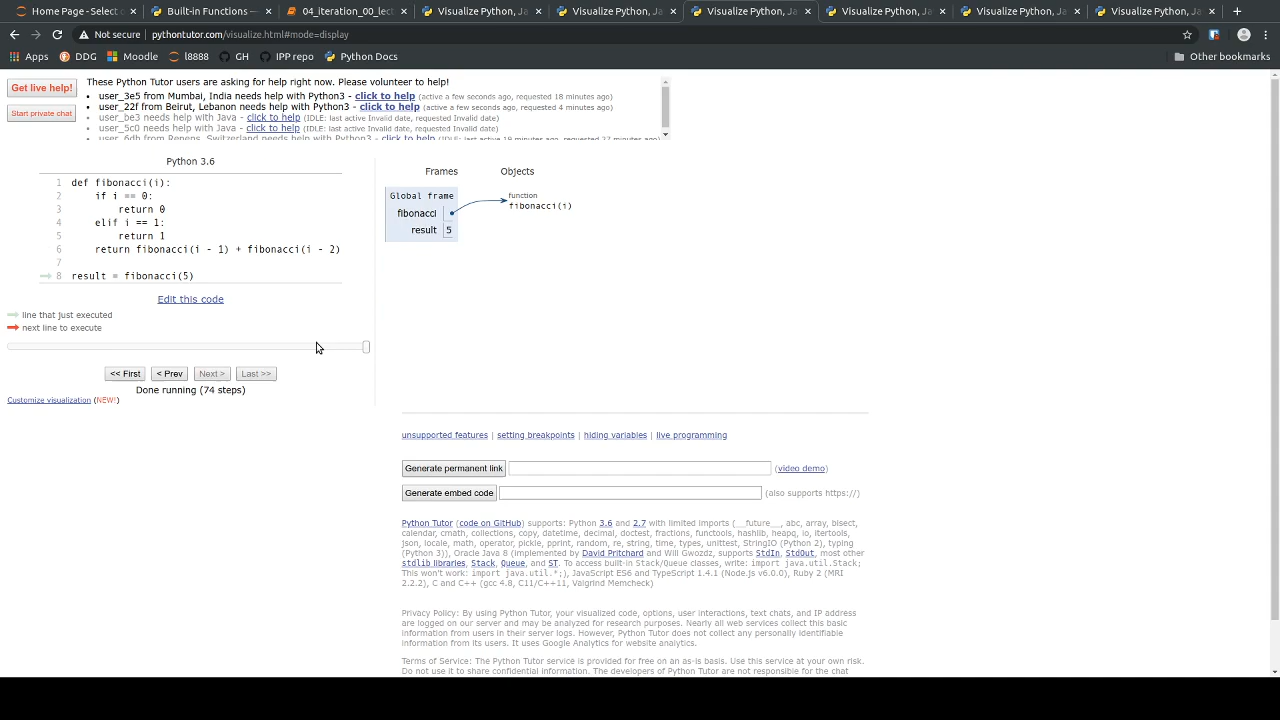 Home Page - Select o
Built-in Functions —
04_iteration_00_lect
Visualize Python, Ja
Visualize Python, Ja
Visualize Python, Ja
Visualize Python, Ja
Visualize Python, Ja
Visualize Python, Ja
Not secure | pythontutor.com/visualize.html#mode=display
Apps DDG Moodle l8888 GH IPP repo Python Docs Other bookmarks
Get live help!
Start private chat
These Python Tutor users are asking for help right now. Please volunteer to help!
• user_3e5 from Mumbai, India needs help with Python3 - click to help (active a few seconds ago, requested 18 minutes ago)
• user_22f from Beirut, Lebanon needs help with Python3 - click to help (active a few seconds ago, requested 4 minutes ago)
• user_be3 needs help with Java - click to help (IDLE: last active Invalid date, requested Invalid date)
• user_5c0 needs help with Java - click to help (IDLE: last active Invalid date, requested Invalid date)
• user_6db from Renens, Switzerland needs help with Python3 - click to help (IDLE: last active 19 minutes ago, requested 27 minutes ago)
Python 3.6
1 def fibonacci(i):
2 if i == 0:
3 return 0
4 elif i == 1:
5 return 1
6 return fibonacci(i - 1) + fibonacci(i - 2)
7
8 result = fibonacci(5)
Edit this code
line that just executed
next line to execute
<< First < Prev Next > Last >>
Done running (74 steps)
Customize visualization (NEW!)
Frames Objects
Global frame
fibonacci
result 5
function
fibonacci(i)
unsupported features | setting breakpoints | hiding variables | live programming
Generate permanent link (video demo)
Generate embed code (also supports https://)
Python Tutor (code on GitHub) supports: Python 3.6 and 2.7 with limited imports (__future__, abc, array, bisect,
calendar, cmath, collections, copy, datetime, decimal, doctest, fractions, functools, hashlib, heapq, io, itertools,
json, locale, math, operator, pickle, pprint, random, re, string, time, types, unittest, StringIO (Python 2), typing
(Python 3)), Oracle Java 8 (implemented by David Pritchard and Will Gwozdz, supports StdIn, StdOut, most other
stdlib libraries, Stack, Queue, and ST. To access built-in Stack/Queue classes, write: import java.util.Stack;
This won't work: import java.util.*;), JavaScript ES6 and TypeScript 1.4.1 (Node.js v6.0.0), Ruby 2 (MRI
2.2.2), C and C++ (gcc 4.8, C11/C++11, Valgrind Memcheck)
Privacy Policy: By using Python Tutor, your visualized code, options, user interactions, text chats, and IP address
are logged on our server and may be analyzed for research purposes. Nearly all web services collect this basic
information from users in their server logs. However, Python Tutor does not collect any personally identifiable
information from its users. It uses Google Analytics for website analytics.
Terms of Service: The Python Tutor service is provided for free on an as-is basis. Use this service at your own risk.
Do not use it to share confidential information. The developers of Python Tutor are not responsible for the chat